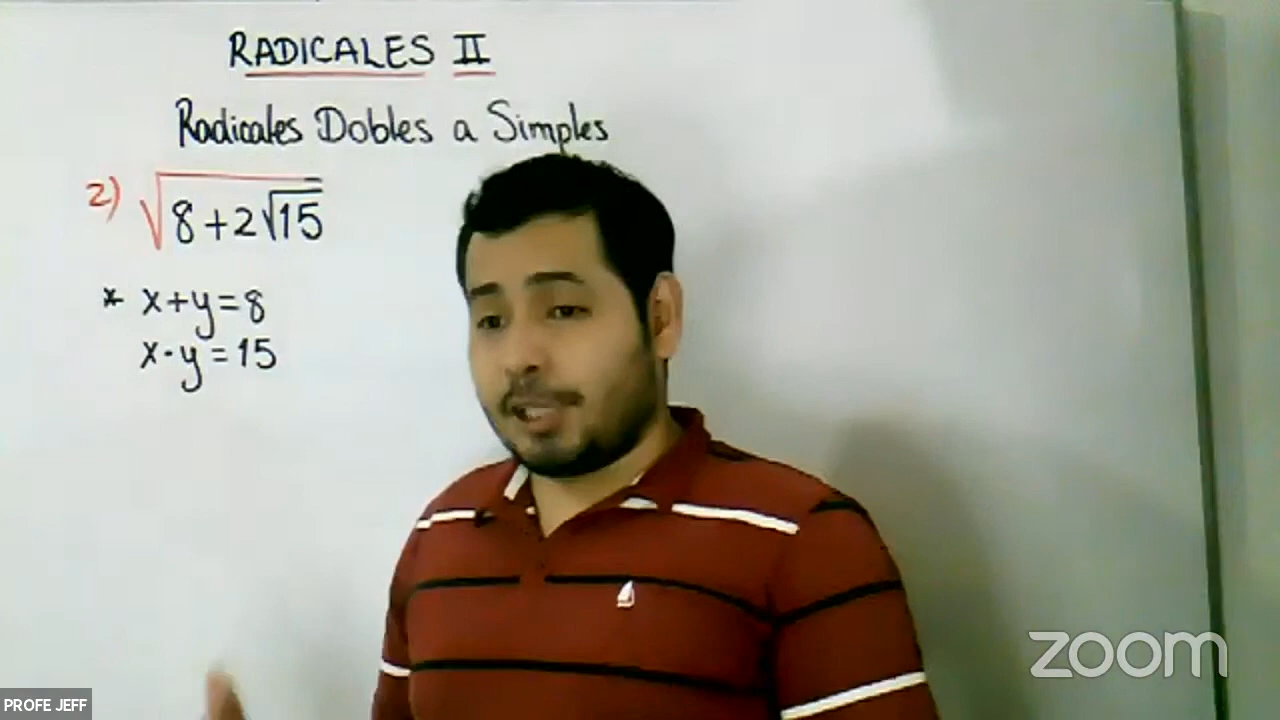 RADICALES II
Radicales Dobles a Simples
2) √8+2√15
* x+y=8
x·y=15
zoom
PROFE JEFF